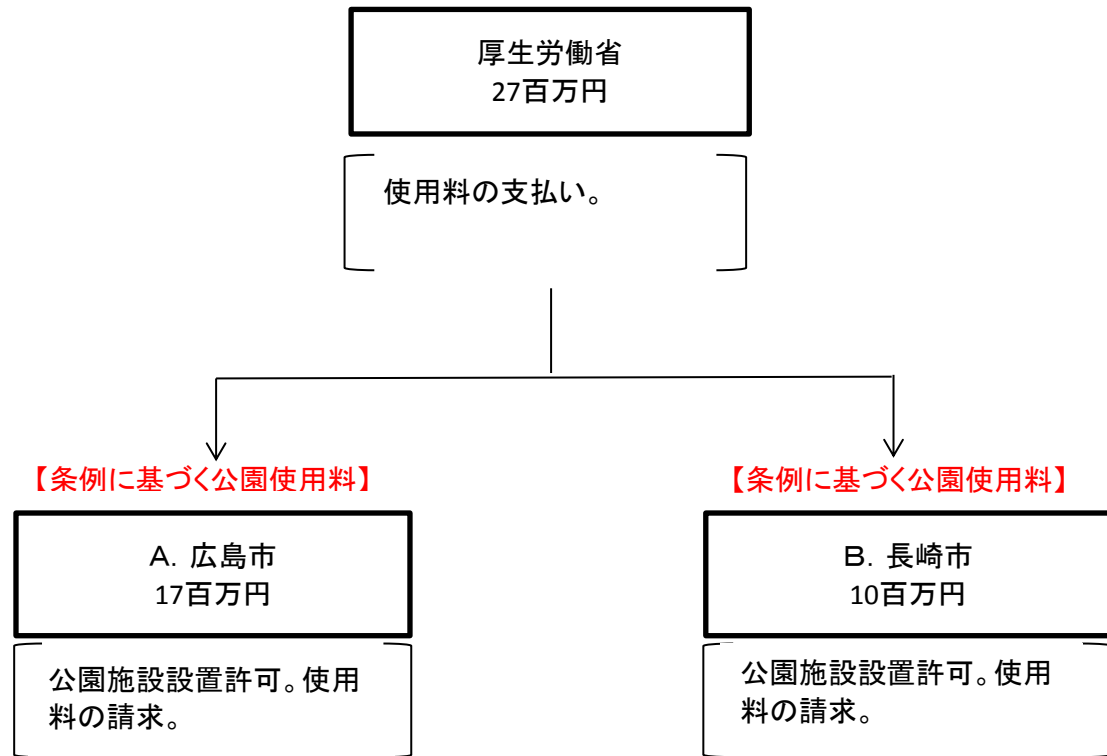 厚生労働省
27百万円
使用料の支払い。
【条例に基づく公園使用料】
【条例に基づく公園使用料】
A. 広島市
17百万円
B. 長崎市
10百万円
公園施設設置許可。使用
料の請求。
公園施設設置許可。使用
料の請求。